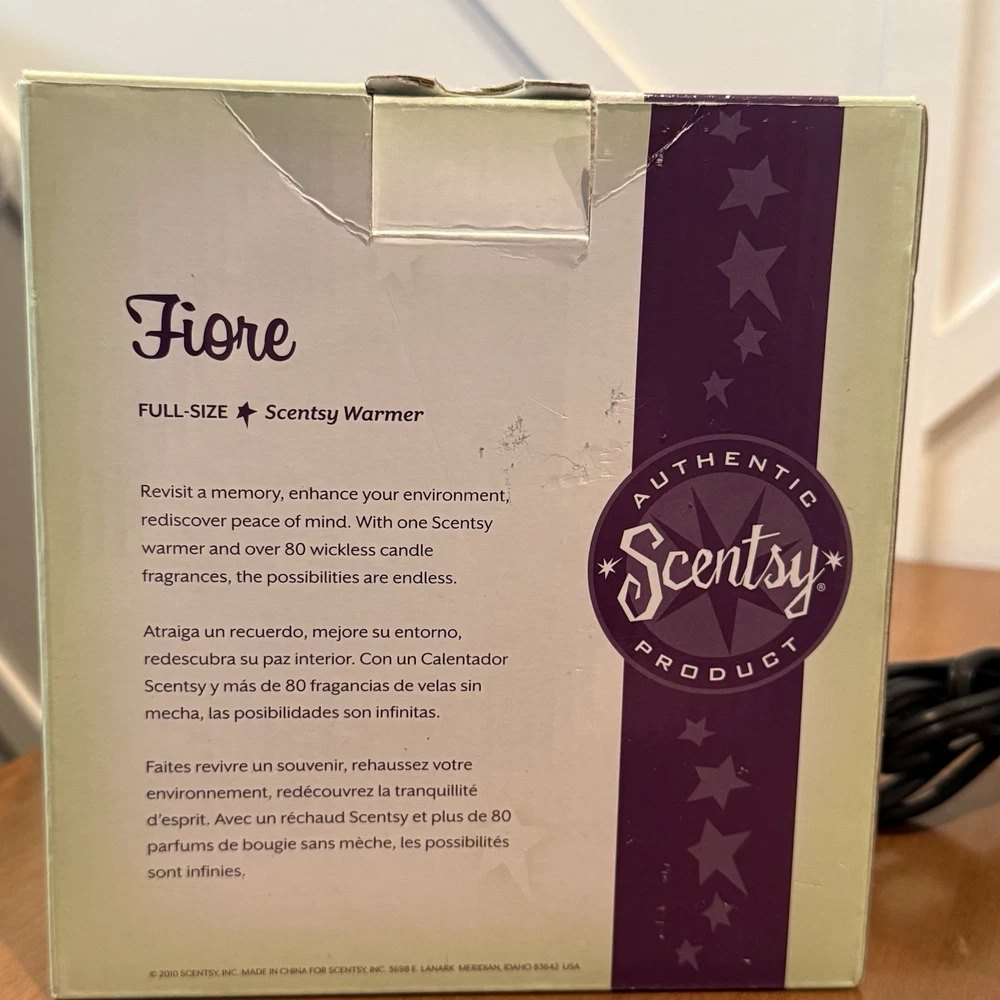 Fiore
FULL-SIZE ★ Scentsy Warmer
Revisit a memory, enhance your environment,
rediscover peace of mind. With one Scentsy
warmer and over 80 wickless candle
fragrances, the possibilities are endless.
Atraiga un recuerdo, mejore su entorno,
redescubra su paz interior. Con un Calentador
Scentsy y más de 80 fragancias de velas sin
mecha, las posibilidades son infinitas.
Faites revivre un souvenir, rehaussez votre
environnement, redécouvrez la tranquillité
d'esprit. Avec un réchaud Scentsy et plus de 80
parfums de bougie sans mèche, les possibilités
sont infinies.
© 2010 SCENTSY, INC. MADE IN CHINA FOR SCENTSY, INC. 3698 E. LANARK MERIDIAN, IDAHO 83642 USA
AUTHENTIC
Scentsy®
PRODUCT